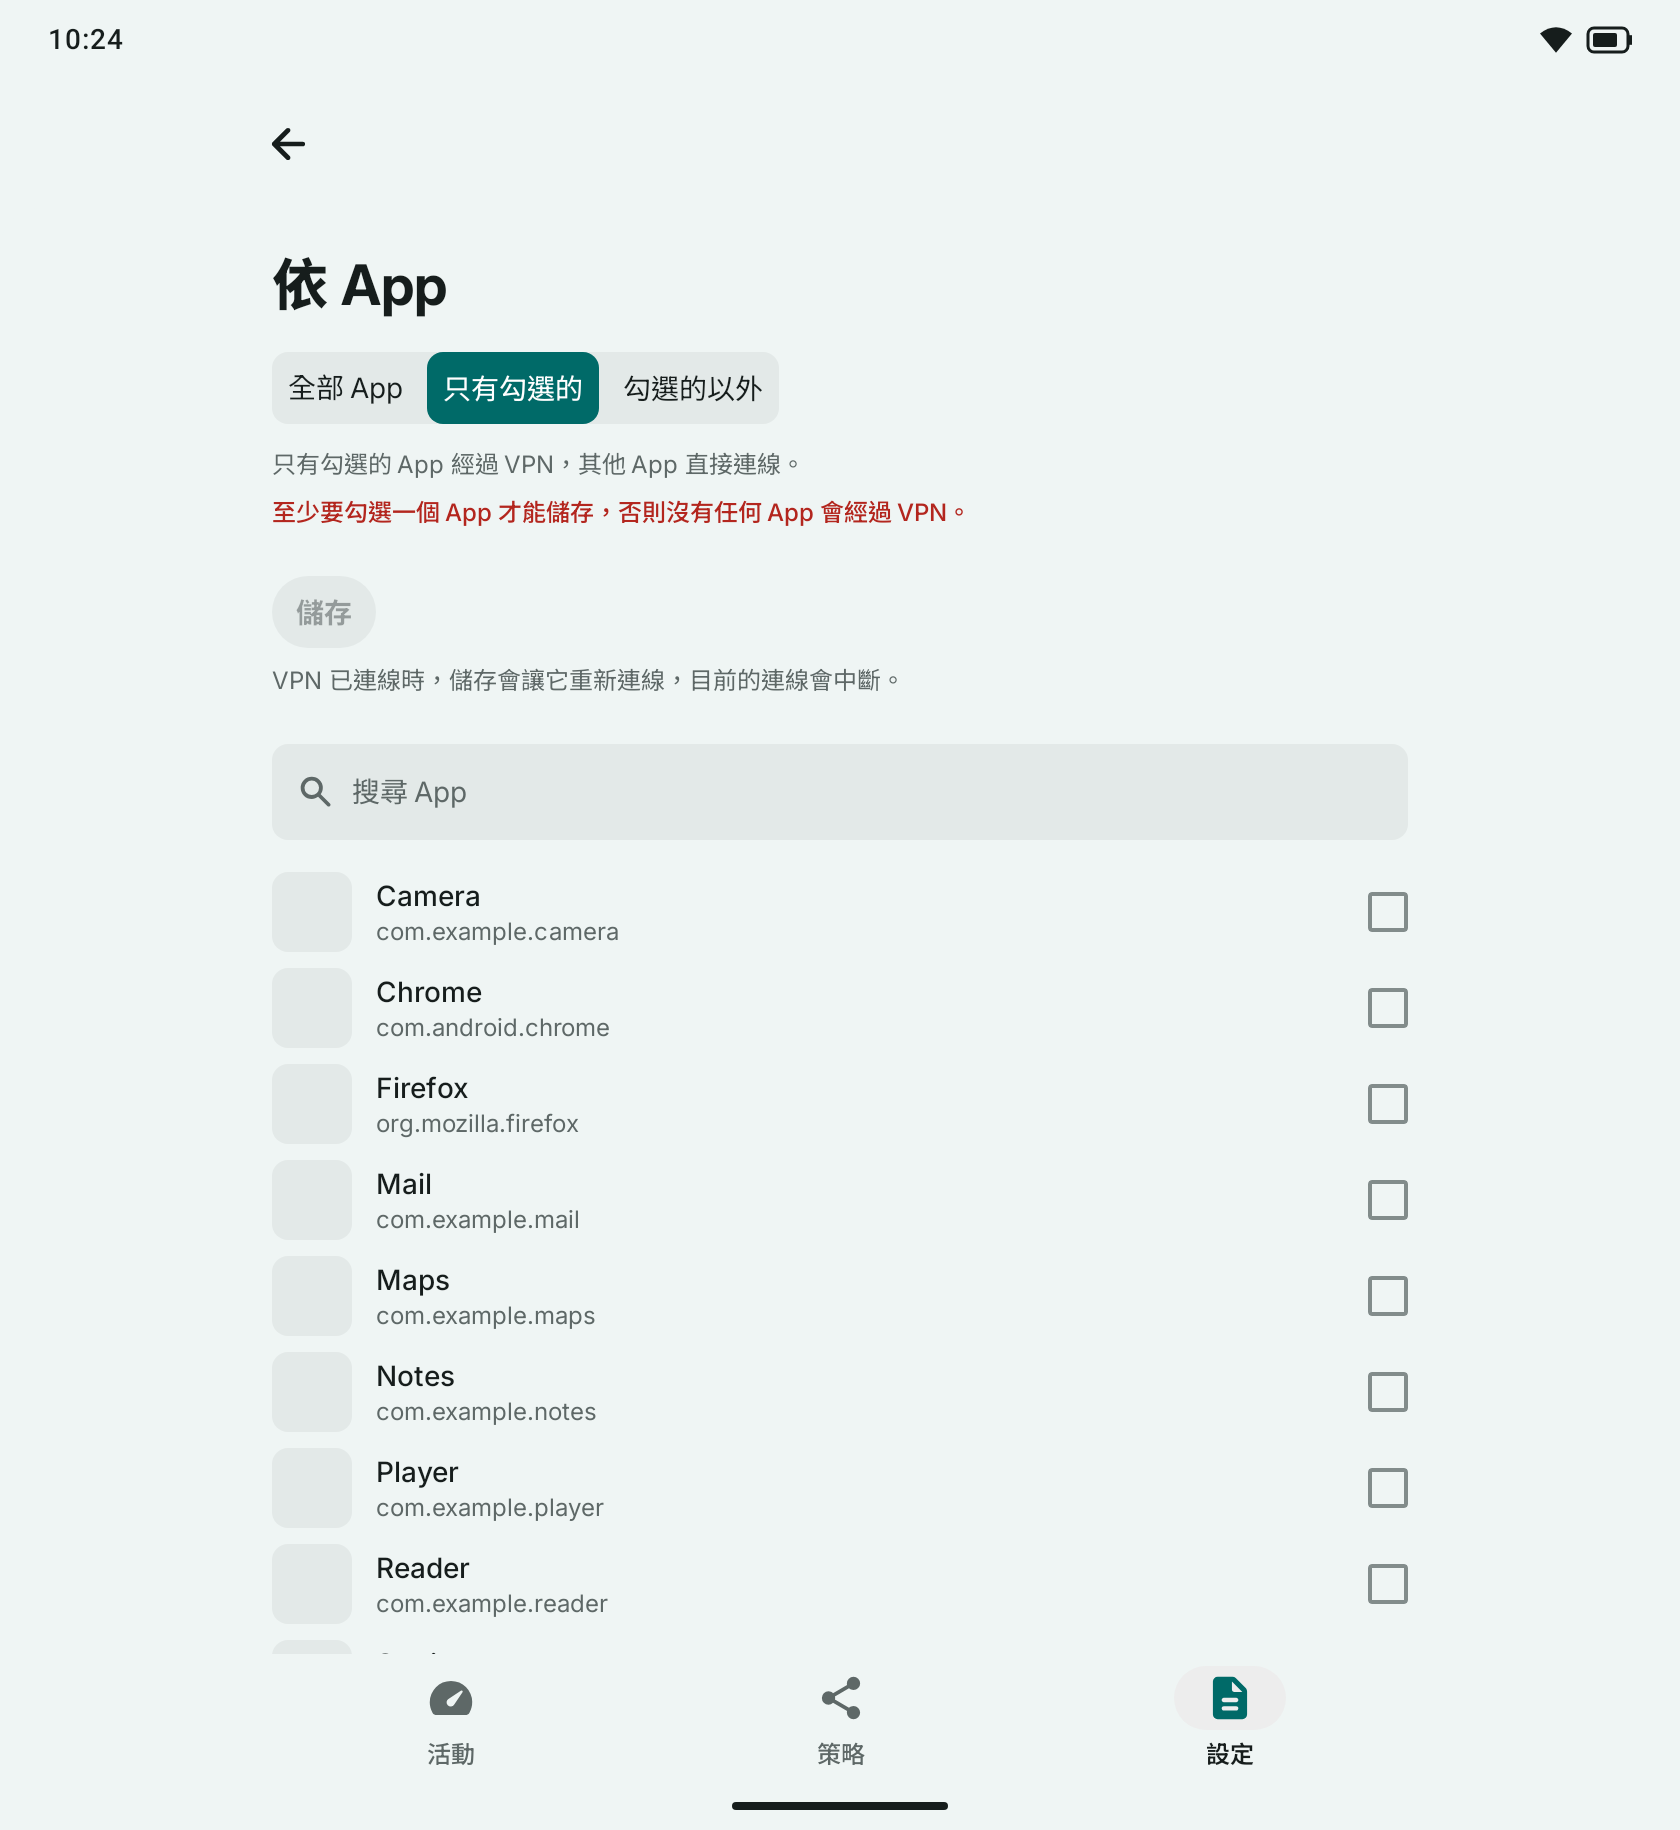 10:24
依 App
全部 App
只有勾選的
勾選的以外
只有勾選的 App 經過 VPN，其他 App 直接連線。
至少要勾選一個 App 才能儲存，否則沒有任何 App 會經過 VPN。
儲存
VPN 已連線時，儲存會讓它重新連線，目前的連線會中斷。
搜尋 App
Camera
com.example.camera
Chrome
com.android.chrome
Firefox
org.mozilla.firefox
Mail
com.example.mail
Maps
com.example.maps
Notes
com.example.notes
Player
com.example.player
Reader
com.example.reader
活動
策略
設定